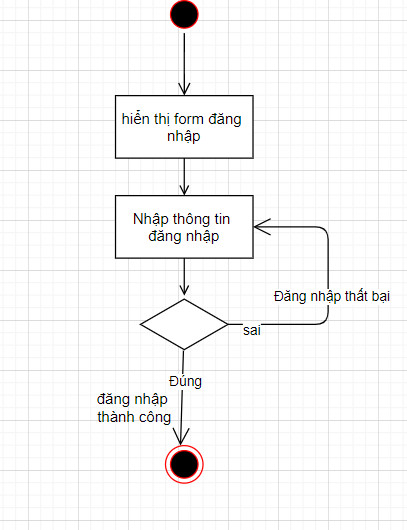 hiển thị form đăng
nhập
Nhập thông tin
đăng nhập
Đăng nhập thất bại
sai
Đúng
đăng nhập
thành công